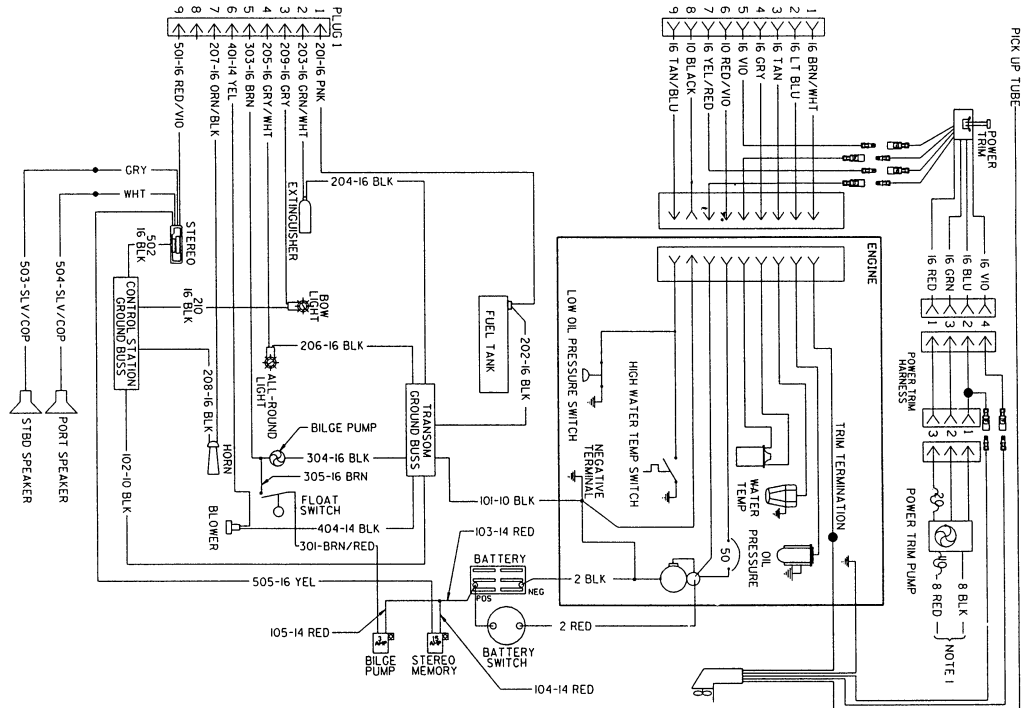 PLUG 1
1
2
3
4
5
6
7
8
9
201-16 PNK
203-16 GRN/WHT
209-16 GRY
205-16 GRY/WHT
303-16 BRN
401-14 YEL
207-16 ORN/BLK
501-16 RED/VIO
GRY
WHT
204-16 BLK
EXTINGUISHER
STEREO
502
16 BLK
210
16 BLK
BOW
LIGHT
CONTROL STATION
GROUND BUSS
206-16 BLK
ALL-ROUND
LIGHT
208-16 BLK
HORN
503-SLV/COP
504-SLV/COP
STBD SPEAKER
PORT SPEAKER
102-10 BLK
BILGE PUMP
304-16 BLK
305-16 BRN
FLOAT
SWITCH
BLOWER
404-14 BLK
301-BRN/RED
FUEL TANK
202-16 BLK
TRANSOM
GROUND BUSS
101-10 BLK
103-14 RED
505-16 YEL
BATTERY
POS
NEG
2 BLK
2 RED
105-14 RED
3
AMP
BILGE
PUMP
15
AMP
STEREO
MEMORY
BATTERY
SWITCH
104-14 RED
1
2
3
4
5
6
7
8
9
16 BRN/WHT
16 LT BLU
16 TAN
16 GRY
16 VIO
10 RED/VIO
16 YEL/RED
10 BLACK
16 TAN/BLU
ENGINE
LOW OIL PRESSURE SWITCH
HIGH WATER TEMP SWITCH
NEGATIVE
TERMINAL
WATER
TEMP
OIL
PRESSURE
50
TRIM TERMINATION
PICK UP TUBE
POWER
TRIM
16 RED
16 GRN
16 BLU
16 VIO
1
3
2
4
POWER TRIM
HARNESS
3
2
1
POWER TRIM PUMP
20
110
8 RED
8 BLK
NOTE 1